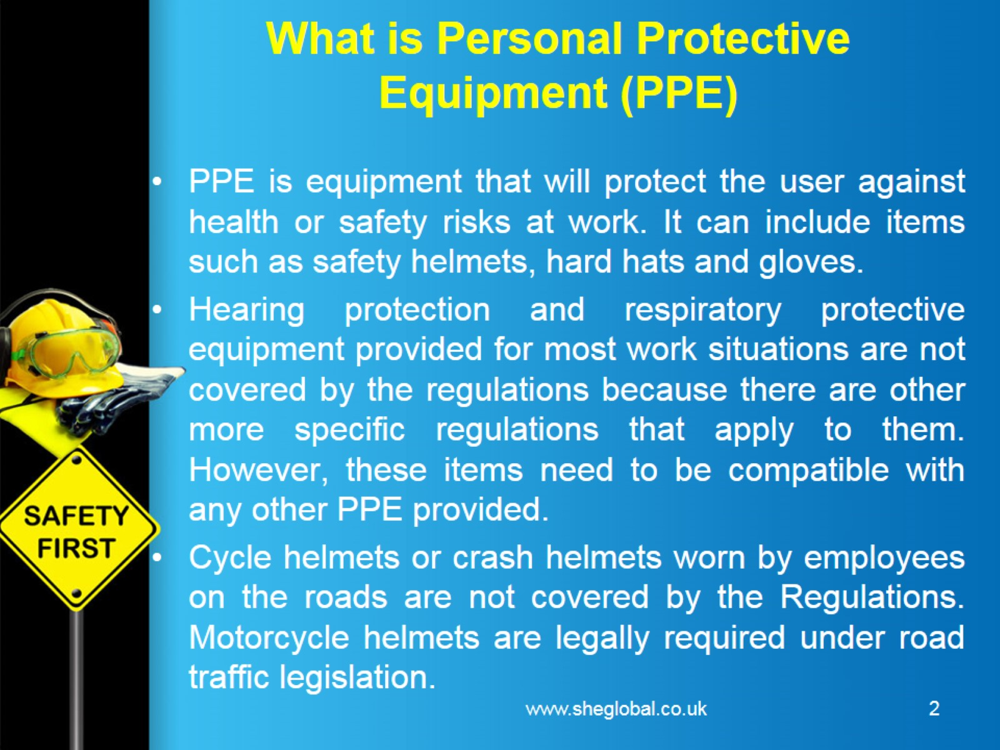 What is Personal Protective
Equipment (PPE)
• PPE is equipment that will protect the user against
health or safety risks at work. It can include items
such as safety helmets, hard hats and gloves.
• Hearing protection and respiratory protective
equipment provided for most work situations are not
covered by the regulations because there are other
more specific regulations that apply to them.
However, these items need to be compatible with
any other PPE provided.
• Cycle helmets or crash helmets worn by employees
on the roads are not covered by the Regulations.
Motorcycle helmets are legally required under road
traffic legislation.
SAFETY
FIRST
www.sheglobal.co.uk
2